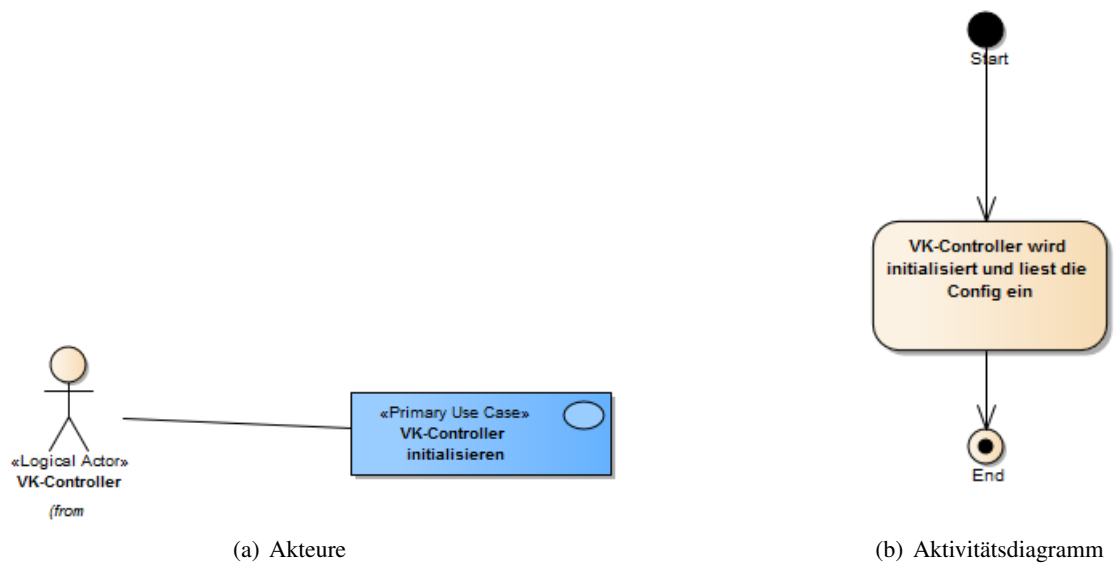 Start
VK-Controller wird
initialisiert und liest die
Config ein
«Primary Use Case»
VK-Controller
initialisieren
«Logical Actor»
VK-Controller
(from
End
(a) Akteure
(b) Aktivitätsdiagramm